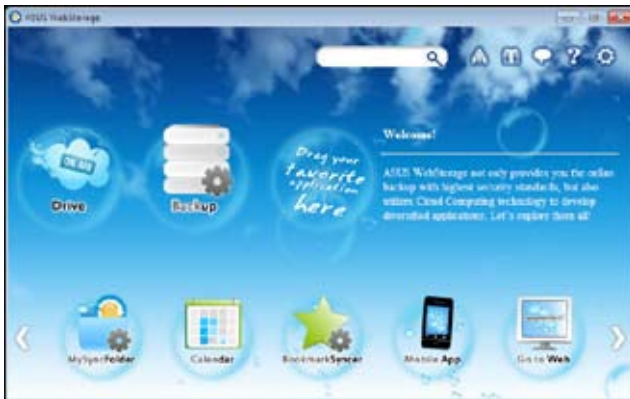 ASUS WebStorage
Welcome!
ASUS WebStorage not only provides you the online
backup with highest security standards, but also
utilizes Cloud Computing technology to develop
diversified applications. Let's explore them all!
Drag your
favorite
application
here
Drive
Backup
MySyncFolder
Calendar
BookmarkSyncer
Mobile App
Go to Web